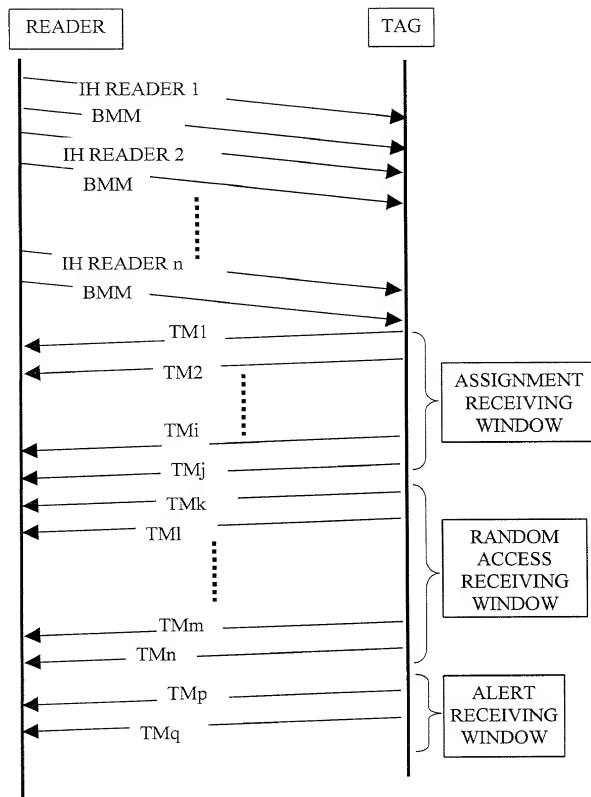 READER
TAG
IH READER 1
BMM
IH READER 2
BMM
IH READER n
BMM
TM1
TM2
TMi
TMj
ASSIGNMENT
RECEIVING
WINDOW
TMk
TMl
TMm
TMn
RANDOM
ACCESS
RECEIVING
WINDOW
TMp
TMq
ALERT
RECEIVING
WINDOW